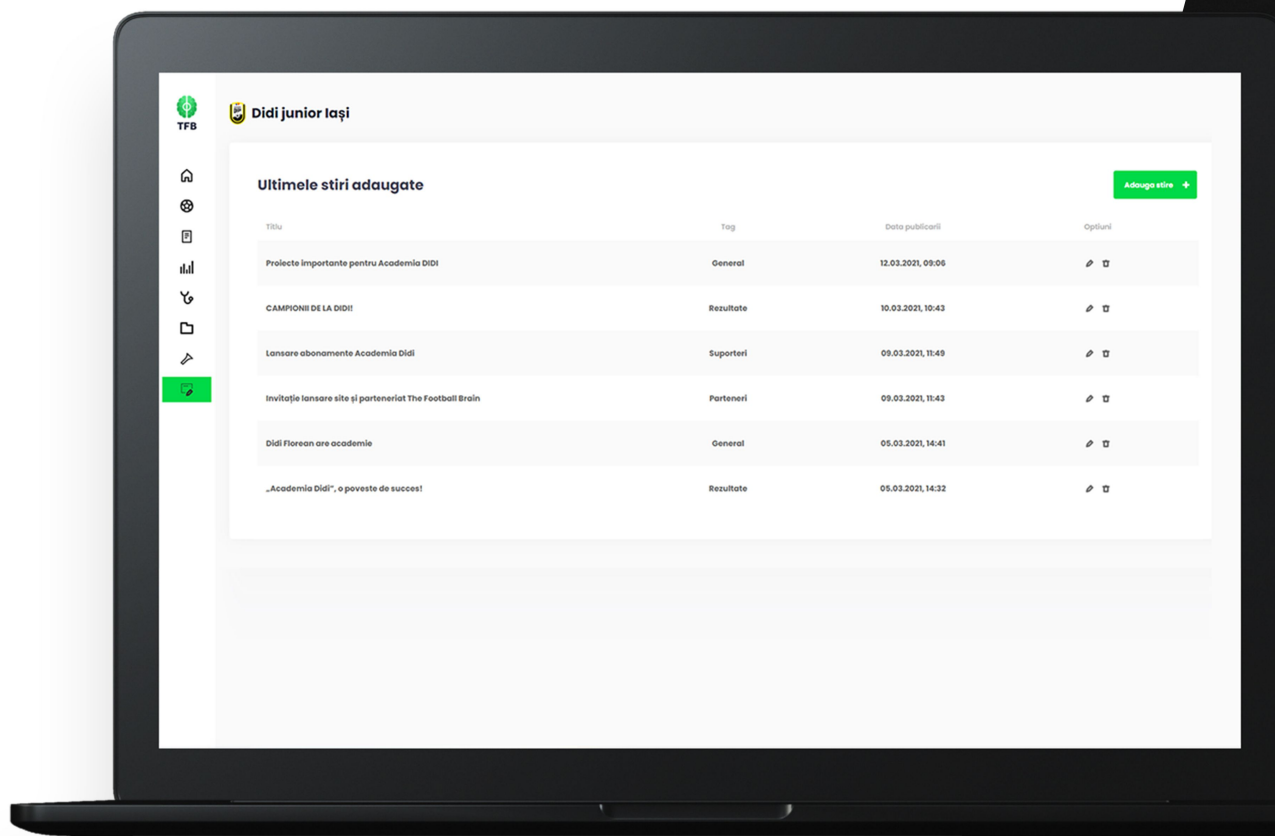 TFB
Didi junior Iași
Ultimele stiri adaugate
Adauga stire +
Titlu Tag Data publicarii Optiuni
Proiecte importante pentru Academia DIDI General 12.03.2021, 09:06
CAMPIONII DE LA DIDI! Rezultate 10.03.2021, 10:43
Lansare abonamente Academia Didi Suporteri 09.03.2021, 11:49
Invitație lansare site și parteneriat The Football Brain Parteneri 09.03.2021, 11:43
Didi Florean are academie General 05.03.2021, 14:41
„Academia Didi”, o poveste de succes! Rezultate 05.03.2021, 14:32